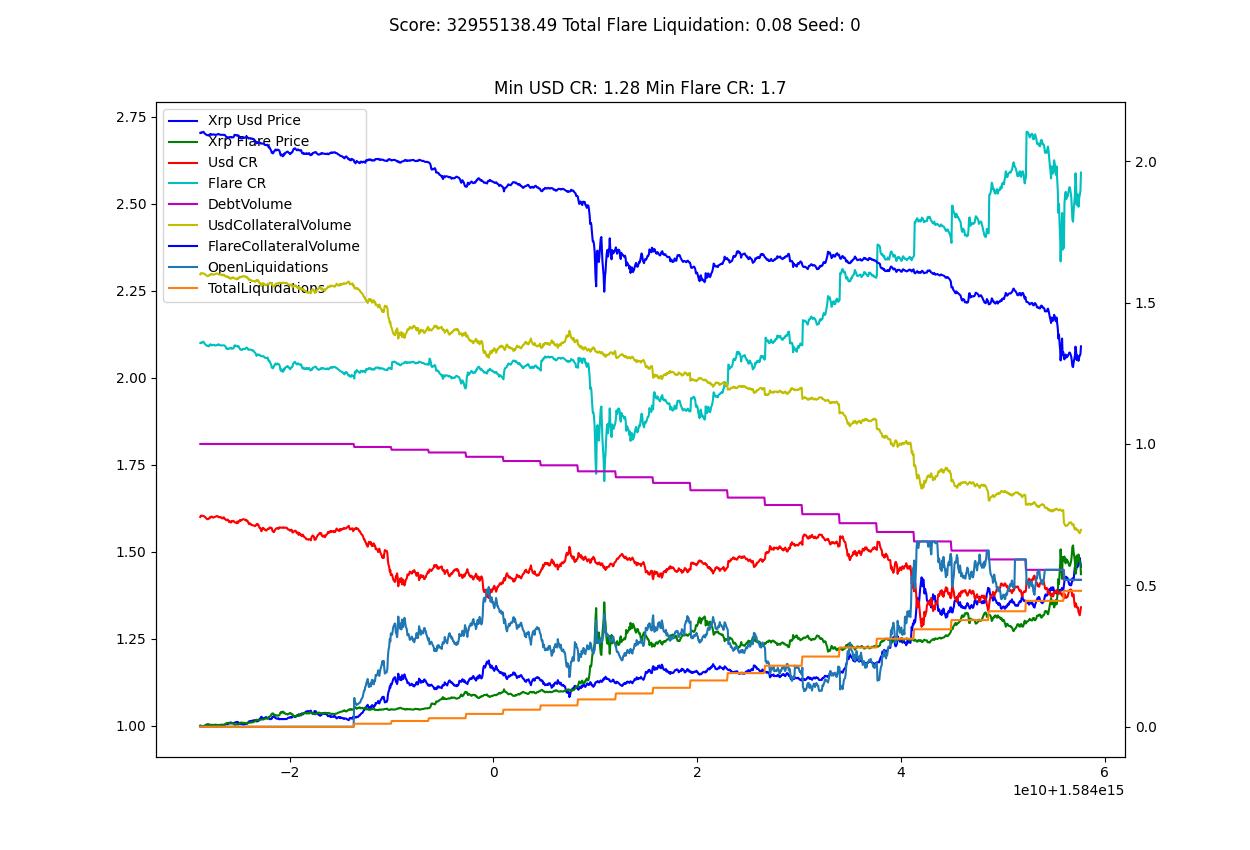 Score: 32955138.49 Total Flare Liquidation: 0.08 Seed: 0
Min USD CR: 1.28 Min Flare CR: 1.7
Xrp Usd Price
Xrp Flare Price
Usd CR
Flare CR
DebtVolume
UsdCollateralVolume
FlareCollateralVolume
OpenLiquidations
TotalLiquidations
2.75
2.50
2.25
2.00
1.75
1.50
1.25
1.00
2.0
1.5
1.0
0.5
0.0
−2
0
2
4
6
1e10+1.584e15